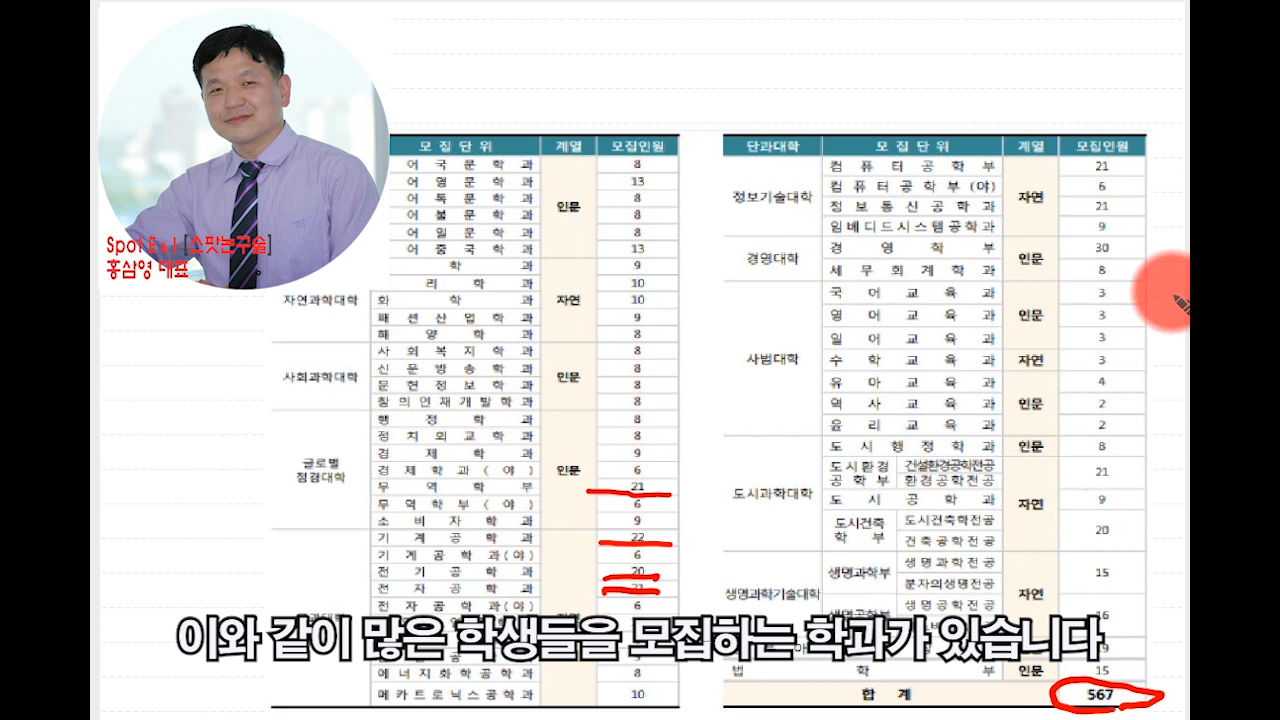 Spot Eul [스팟논구술]
홍삼영 대표
모집단위 계열 모집인원
어국문학과 8
어영문학과 인문 13
어독문학과 8
어불문학과 8
어일문학과 8
어중국학과 13
학과 9
리학과 10
자연과학대학 화학과 자연 10
패션산업학과 9
해양학과 8
사회과학대학 사회복지학과 인문 8
신문방송학과 8
문헌정보학과 8
창의인재개발학과 8
글로벌정경대학 행정학과 인문 8
정치외교학과 8
경제학과 9
경제학과(야) 6
무역학부 21
무역학부(야) 6
소비자학과 9
기계공학과 22
기계공학과(야) 6
전기공학과 20
전자공학과 21
전자공학과(야) 6
에너지화학공학과 8
메카트로닉스공학과 10
단과대학 모집단위 계열 모집인원
정보기술대학 컴퓨터공학부 자연 21
컴퓨터공학부(야) 6
정보통신공학과 21
임베디드시스템공학과 9
경영대학 경영학부 인문 30
세무회계학과 8
사범대학 국어교육과 인문 3
영어교육과 3
일어교육과 3
수학교육과 자연 3
유아교육과 인문 4
역사교육과 2
윤리교육과 2
도시과학대학 도시행정학과 인문 8
도시환경공학부 건설환경공학전공 자연 21
환경공학전공
도시공학과 9
도시건축학부 도시건축학전공 20
건축공학전공
생명과학기술대학 생명과학부 생명과학전공 자연 15
분자의생명전공
생명공학부 생명공학전공 16
법학부 인문 15
합계 567
이와 같이 많은 학생들을 모집하는 학과가 있습니다